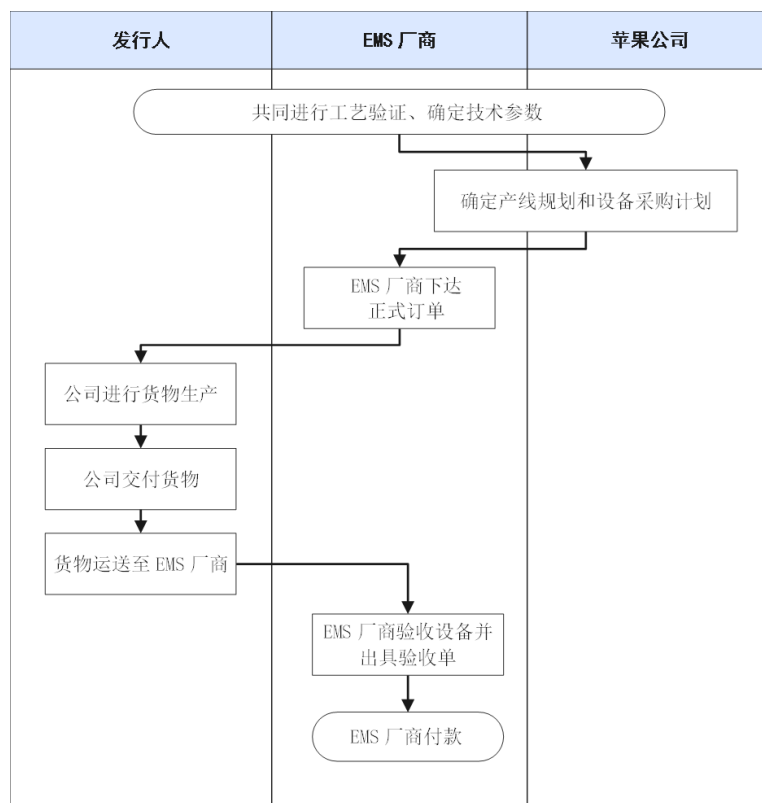 发行人
EMS 厂商
苹果公司
共同进行工艺验证、确定技术参数
确定产线规划和设备采购计划
EMS 厂商下达
正式订单
公司进行货物生产
公司交付货物
货物运送至 EMS 厂商
EMS 厂商验收设备并
出具验收单
EMS 厂商付款